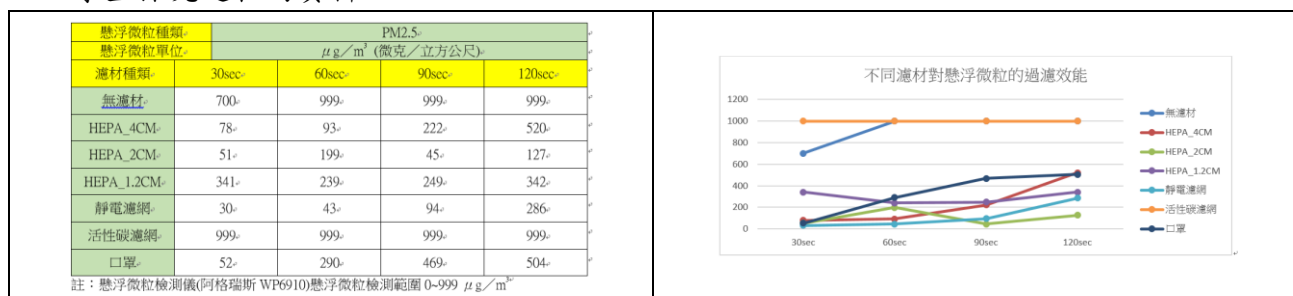 懸浮微粒種類 PM2.5
懸浮微粒單位 μg／m³ (微克／立方公尺)
濾材種類 30sec 60sec 90sec 120sec
無濾材 700 999 999 999
HEPA_4CM 78 93 222 520
HEPA_2CM 51 199 45 127
HEPA_1.2CM 341 239 249 342
靜電濾網 30 43 94 286
活性碳濾網 999 999 999 999
口罩 52 290 469 504
註：懸浮微粒檢測儀(阿格瑞斯 WP6910)懸浮微粒檢測範圍 0~999 μg／m³
不同濾材對懸浮微粒的過濾效能
1200
1000
800
600
400
200
0
30sec 60sec 90sec 120sec
無濾材
HEPA_4CM
HEPA_2CM
HEPA_1.2CM
靜電濾網
活性碳濾網
口罩